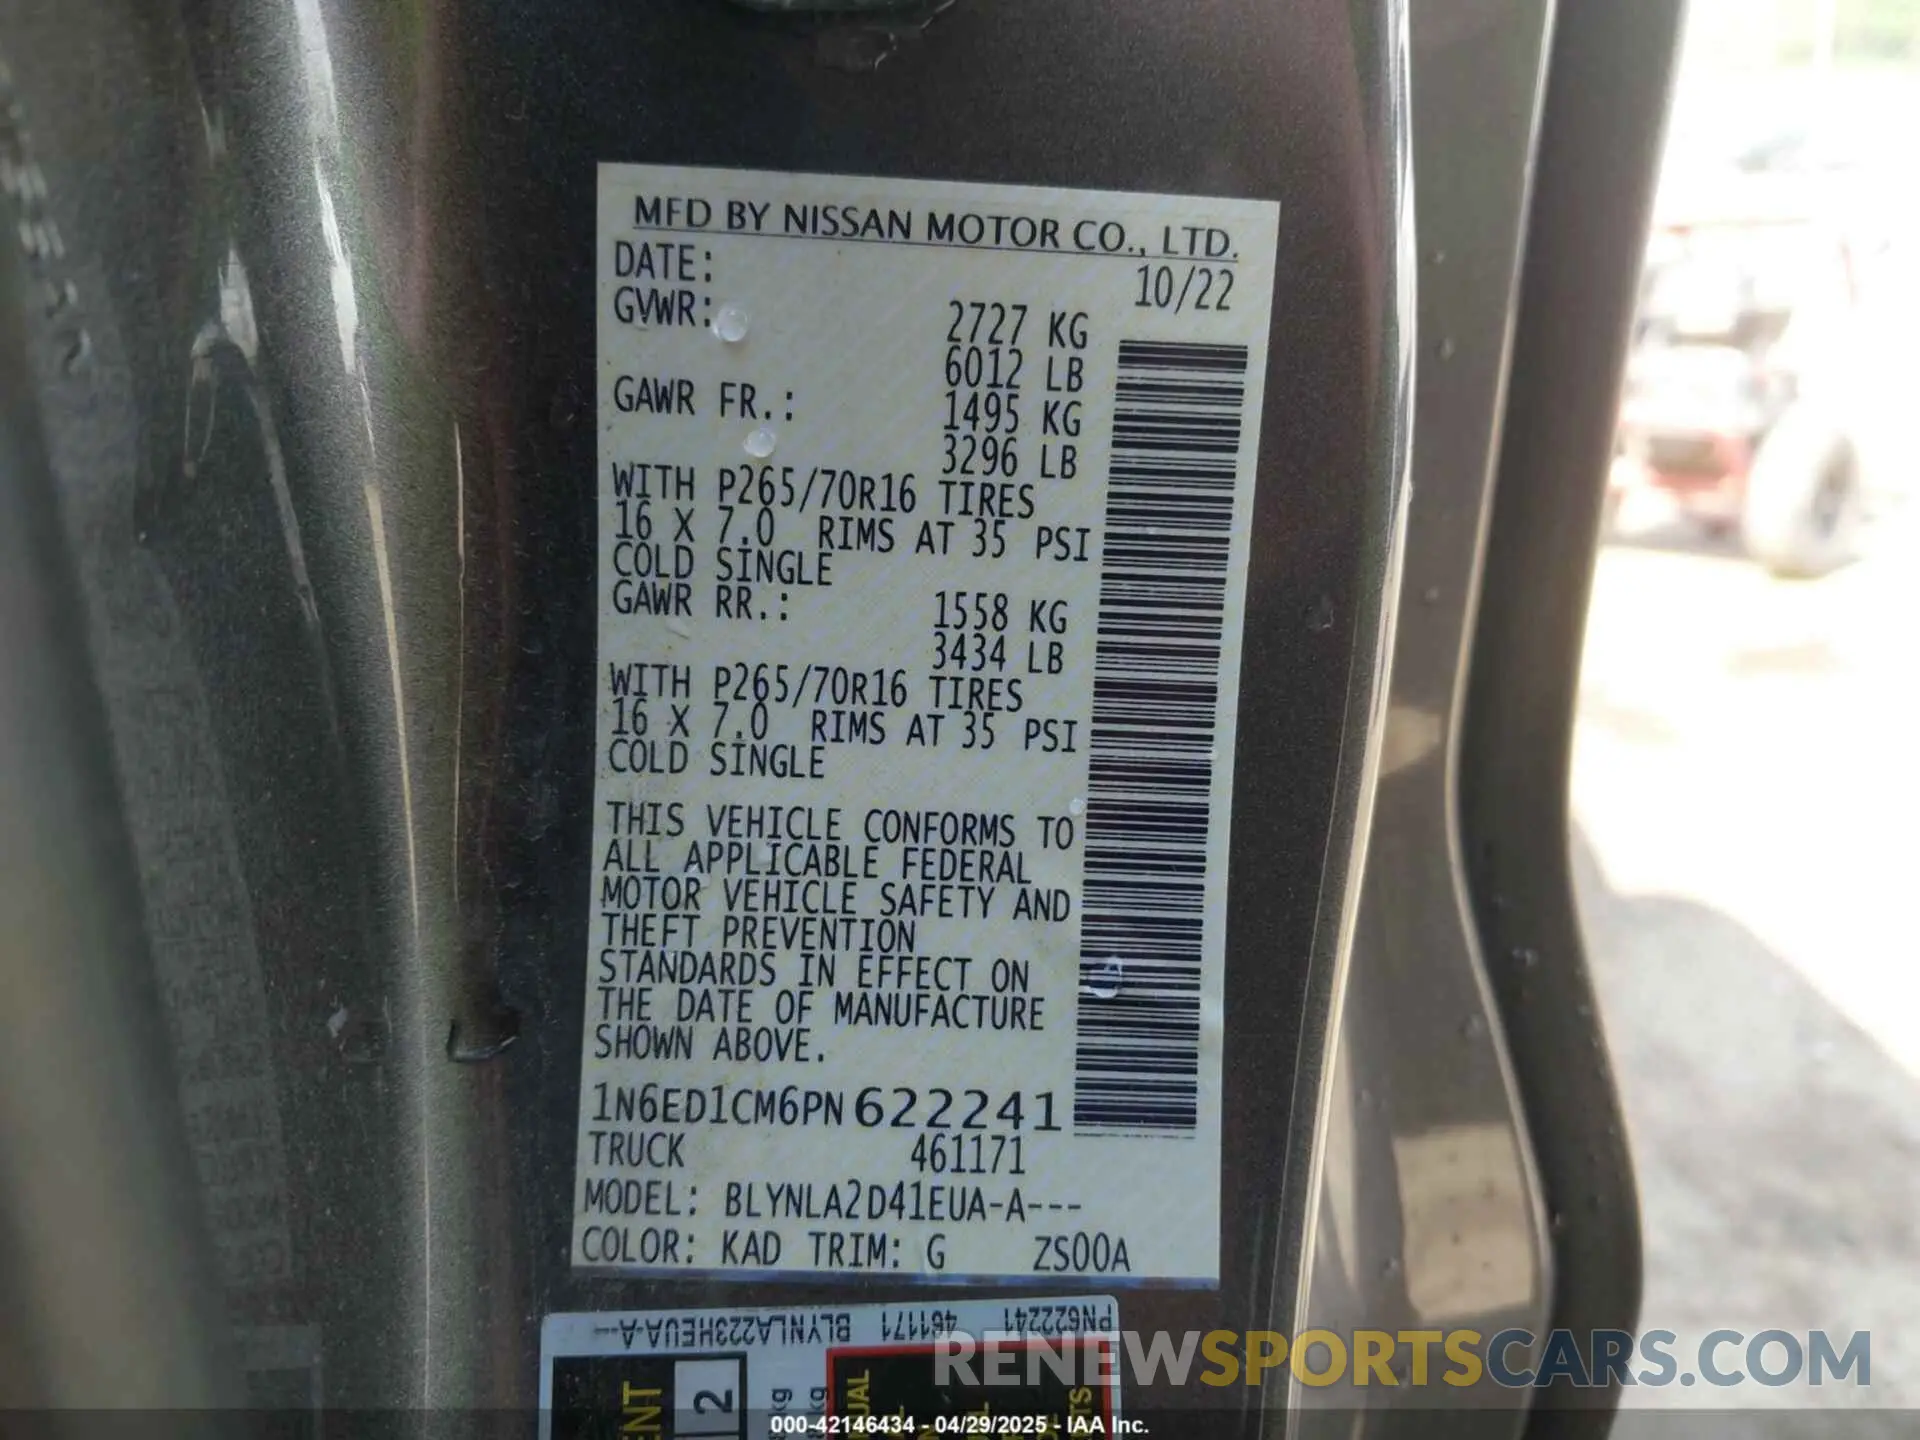 MFD BY NISSAN MOTOR CO., LTD.
DATE: 10/22
GVWR: 2727 KG
6012 LB
GAWR FR.: 1495 KG
3296 LB
WITH P265/70R16 TIRES
16 X 7.0 RIMS AT 35 PSI
COLD SINGLE
GAWR RR.: 1558 KG
3434 LB
WITH P265/70R16 TIRES
16 X 7.0 RIMS AT 35 PSI
COLD SINGLE
THIS VEHICLE CONFORMS TO
ALL APPLICABLE FEDERAL
MOTOR VEHICLE SAFETY AND
THEFT PREVENTION
STANDARDS IN EFFECT ON
THE DATE OF MANUFACTURE
SHOWN ABOVE.
1N6ED1CM6PN622241
TRUCK 461171
MODEL: BLYNLA2D41EUA-A---
COLOR: KAD TRIM: G ZS00A
PN622241 461171 BLYNLA223HEUA-A---
2
kg
kg
RENEWSPORTSCARS.COM
000-42146434 - 04/29/2025 - IAA Inc.